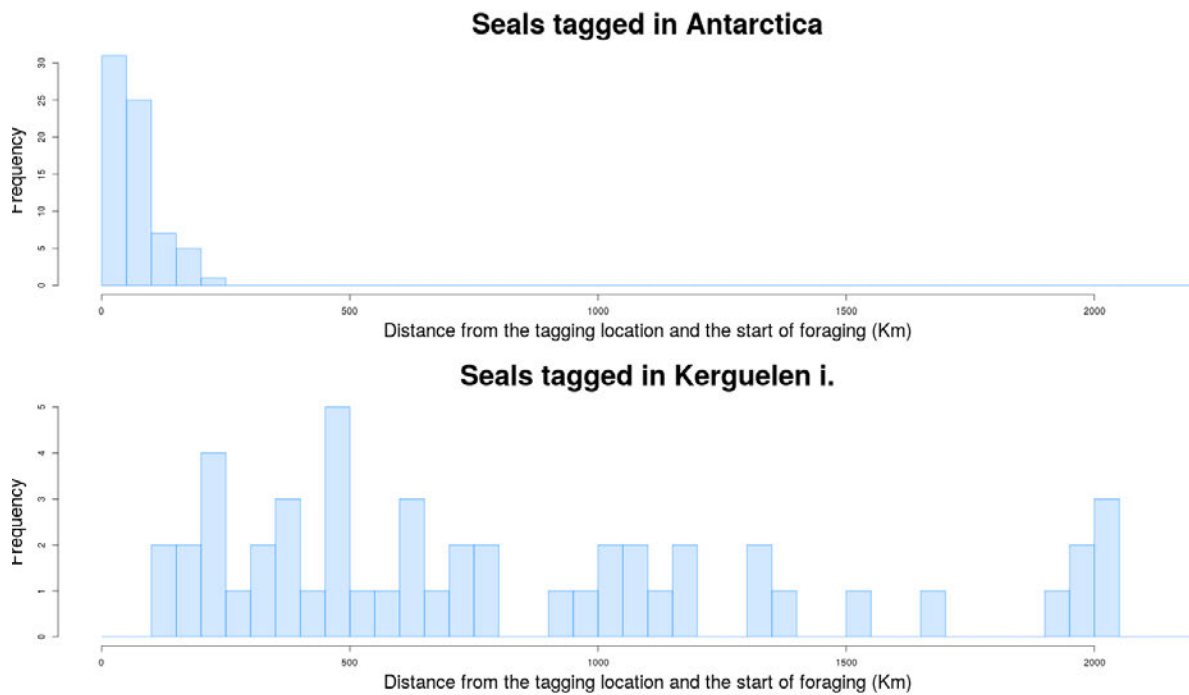 Seals tagged in Antarctica
Frequency
30
25
20
15
10
5
0
0 500 1000 1500 2000
Distance from the tagging location and the start of foraging (Km)
Seals tagged in Kerguelen i.
Frequency
5
4
3
2
1
0
0 500 1000 1500 2000
Distance from the tagging location and the start of foraging (Km)